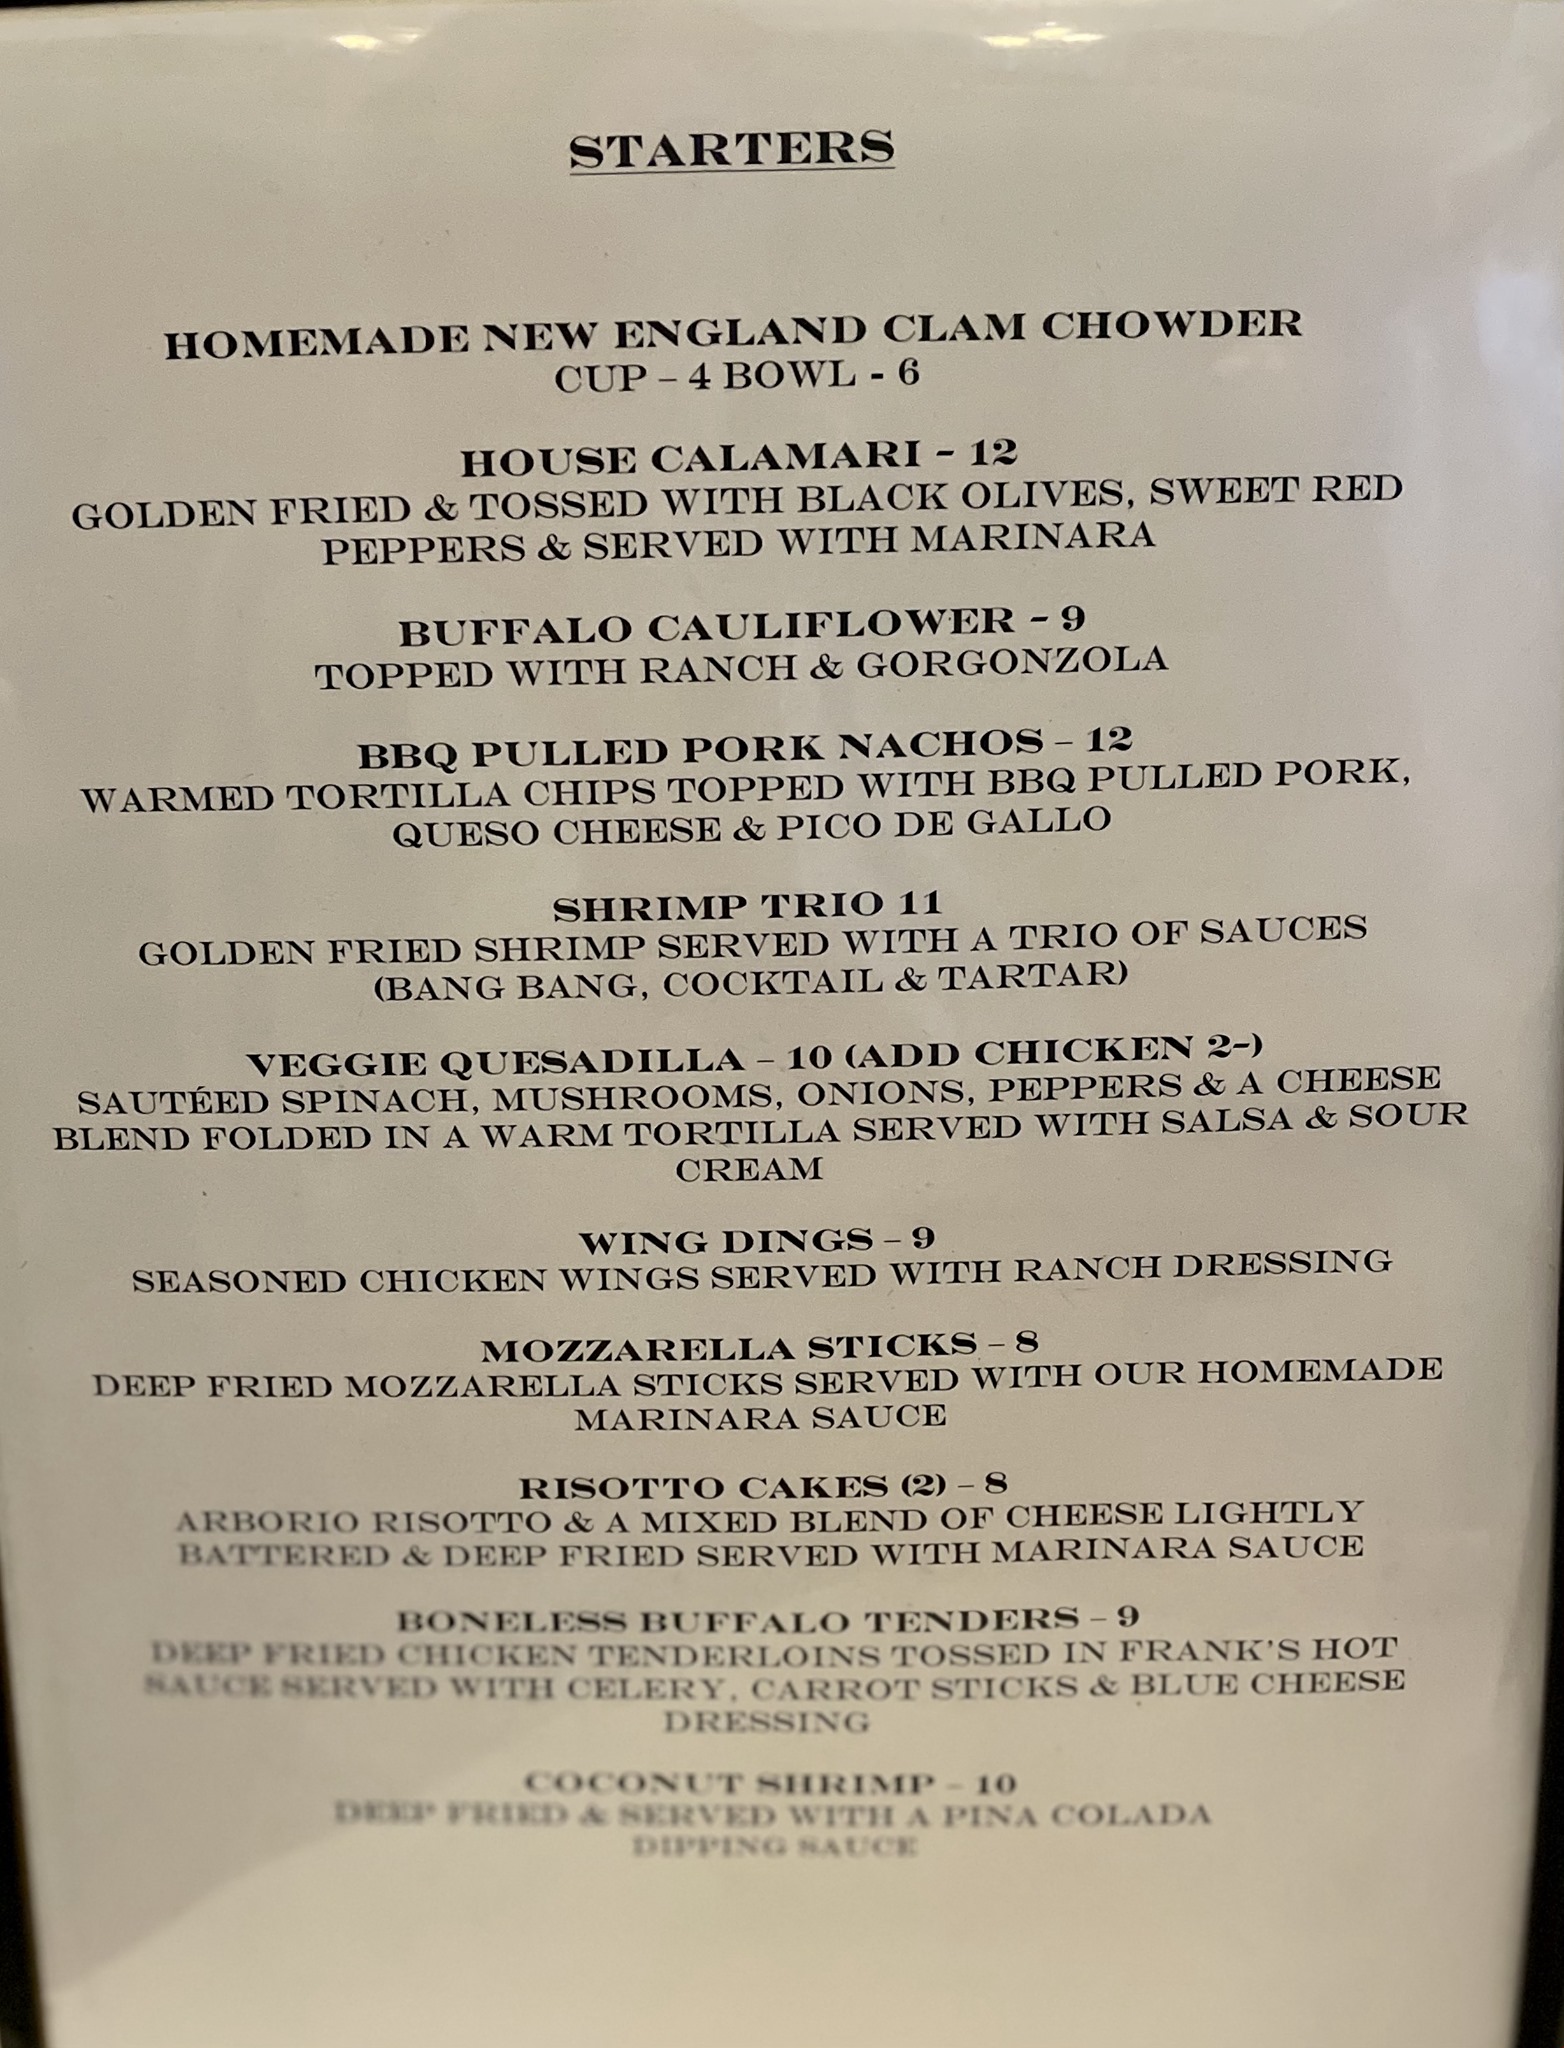 STARTERS
HOMEMADE NEW ENGLAND CLAM CHOWDER
CUP – 4 BOWL - 6
HOUSE CALAMARI - 12
GOLDEN FRIED & TOSSED WITH BLACK OLIVES, SWEET RED
PEPPERS & SERVED WITH MARINARA
BUFFALO CAULIFLOWER - 9
TOPPED WITH RANCH & GORGONZOLA
BBQ PULLED PORK NACHOS – 12
WARMED TORTILLA CHIPS TOPPED WITH BBQ PULLED PORK,
QUESO CHEESE & PICO DE GALLO
SHRIMP TRIO 11
GOLDEN FRIED SHRIMP SERVED WITH A TRIO OF SAUCES
(BANG BANG, COCKTAIL & TARTAR)
VEGGIE QUESADILLA – 10 (ADD CHICKEN 2-)
SAUTÉED SPINACH, MUSHROOMS, ONIONS, PEPPERS & A CHEESE
BLEND FOLDED IN A WARM TORTILLA SERVED WITH SALSA & SOUR
CREAM
WING DINGS – 9
SEASONED CHICKEN WINGS SERVED WITH RANCH DRESSING
MOZZARELLA STICKS – 8
DEEP FRIED MOZZARELLA STICKS SERVED WITH OUR HOMEMADE
MARINARA SAUCE
RISOTTO CAKES (2) – 8
ARBORIO RISOTTO & A MIXED BLEND OF CHEESE LIGHTLY
BATTERED & DEEP FRIED SERVED WITH MARINARA SAUCE
BONELESS BUFFALO TENDERS – 9
DEEP FRIED CHICKEN TENDERLOINS TOSSED IN FRANK'S HOT
SAUCE SERVED WITH CELERY, CARROT STICKS & BLUE CHEESE
DRESSING
COCONUT SHRIMP – 10
DEEP FRIED & SERVED WITH A PINA COLADA
DIPPING SAUCE